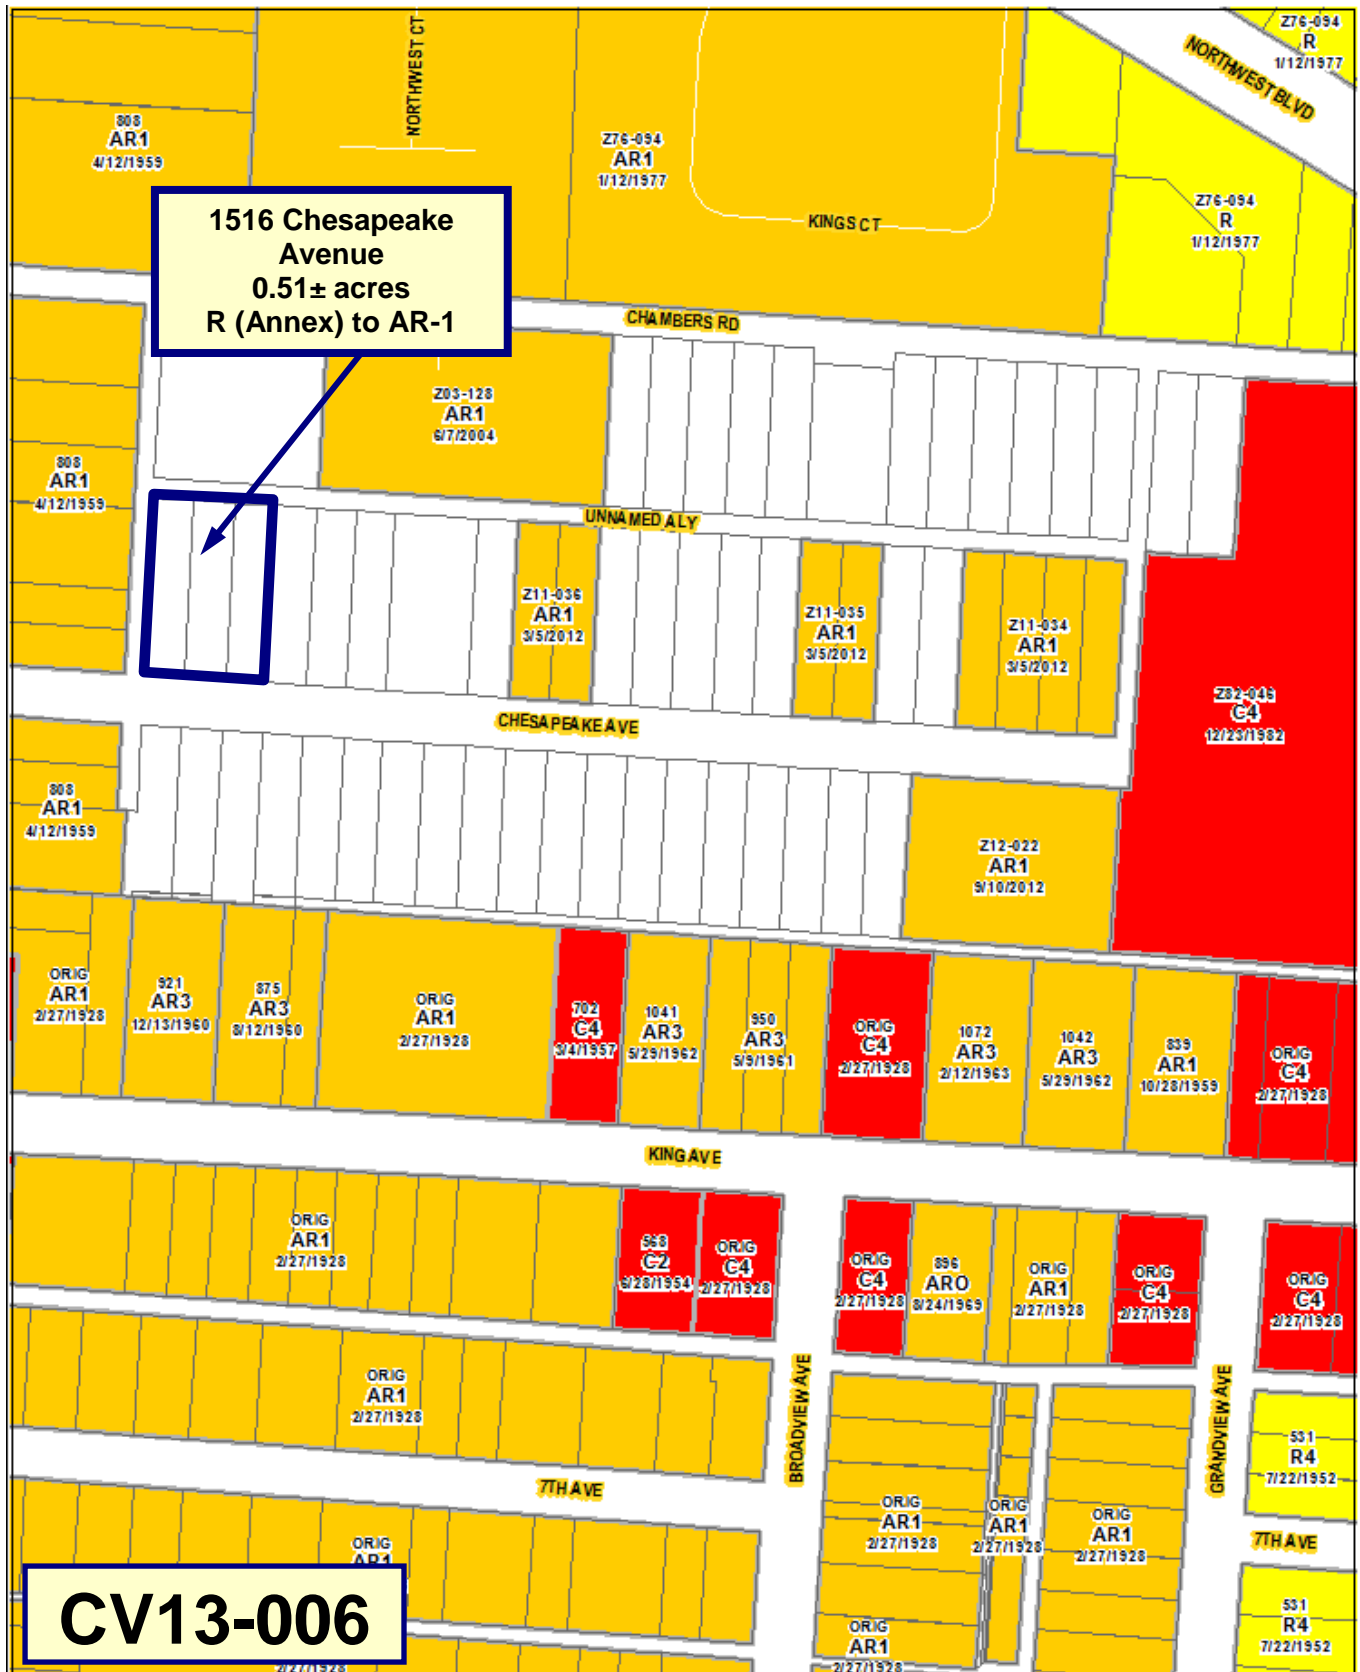 NORTHWEST CT
Z76-094
R
1/12/1977
NORTHWEST BLVD
808
AR1
4/12/1959
Z76-094
AR1
1/12/1977
Z76-094
R
1/12/1977
KINGS CT
1516 Chesapeake
Avenue
0.51± acres
R (Annex) to AR-1
CHAMBERS RD
Z03-128
AR1
6/7/2004
808
AR1
4/12/1959
UNNAMED ALY
Z11-036
AR1
3/5/2012
Z11-035
AR1
3/5/2012
Z11-034
AR1
3/5/2012
Z82-046
C4
12/23/1982
CHESAPEAKE AVE
808
AR1
4/12/1959
Z12-022
AR1
9/10/2012
ORIG
AR1
2/27/1928
921
AR3
12/13/1960
875
AR3
8/12/1960
ORIG
AR1
2/27/1928
702
C4
3/4/1957
1041
AR3
5/29/1962
950
AR3
5/9/1961
ORIG
C4
2/27/1928
1072
AR3
2/12/1963
1042
AR3
5/29/1962
839
AR1
10/28/1959
ORIG
C4
2/27/1928
KING AVE
ORIG
AR1
2/27/1928
568
C2
6/28/1954
ORIG
C4
2/27/1928
ORIG
C4
2/27/1928
896
ARO
8/24/1969
ORIG
AR1
2/27/1928
ORIG
C4
2/27/1928
ORIG
C4
2/27/1928
ORIG
AR1
2/27/1928
BROADVIEW AVE
GRANDVIEW AVE
531
R4
7/22/1952
7TH AVE
ORIG
AR1
2/27/1928
ORIG
AR1
2/27/1928
ORIG
AR1
2/27/1928
7TH AVE
ORIG
AR1
CV13-006
2/27/1928
ORIG
AR1
2/27/1928
531
R4
7/22/1952